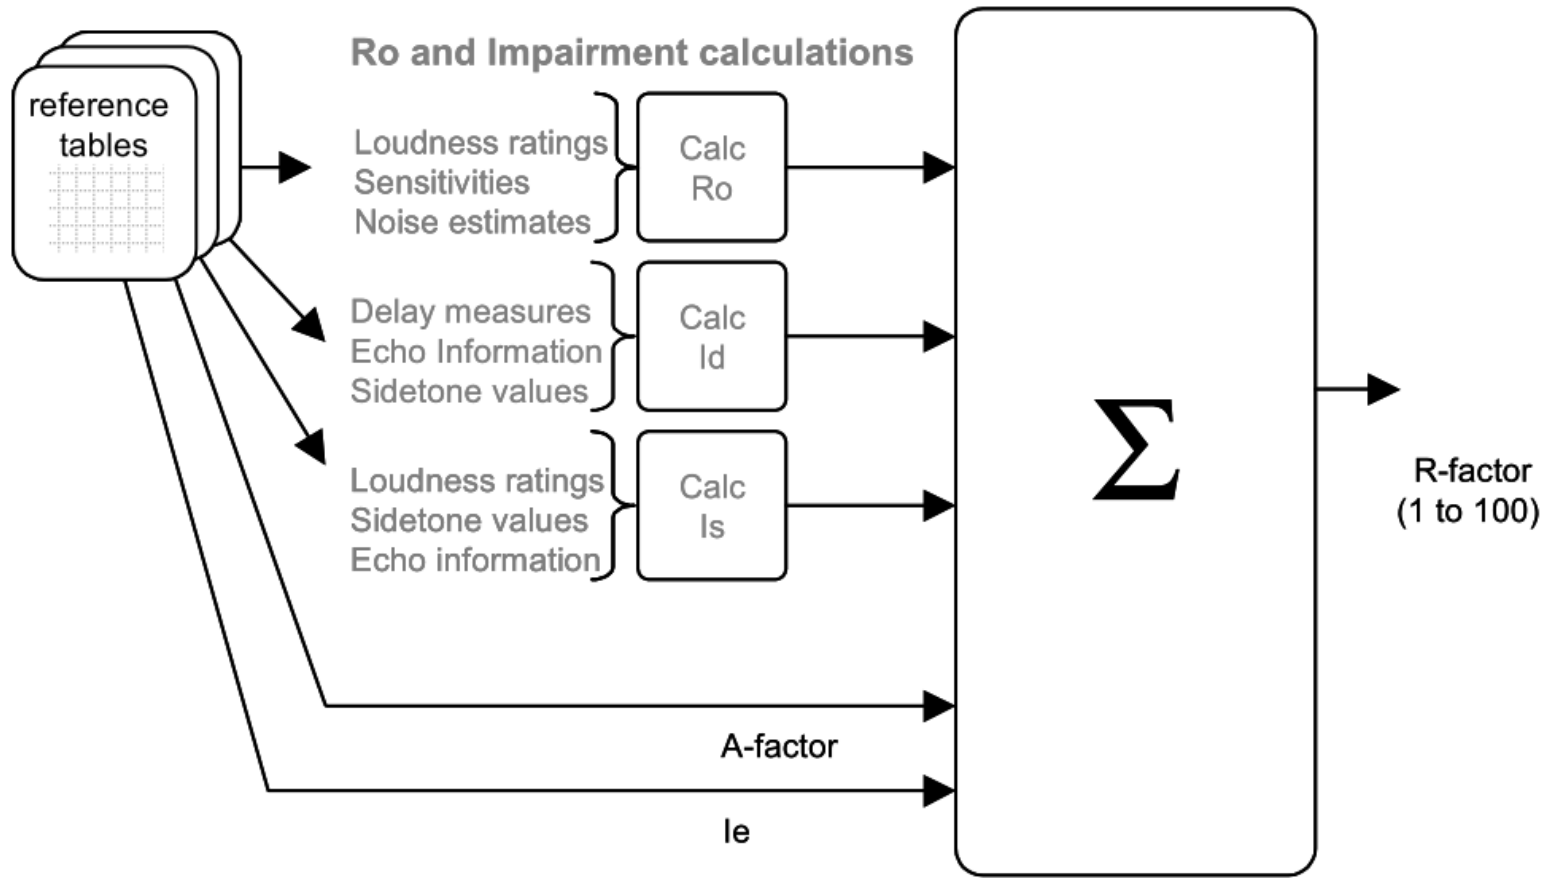 reference
tables
Ro and Impairment calculations
Loudness ratings
Sensitivities
Noise estimates
Calc
Ro
Delay measures
Echo Information
Sidetone values
Calc
Id
Loudness ratings
Sidetone values
Echo information
Calc
Is
A-factor
Ie
Σ
R-factor
(1 to 100)